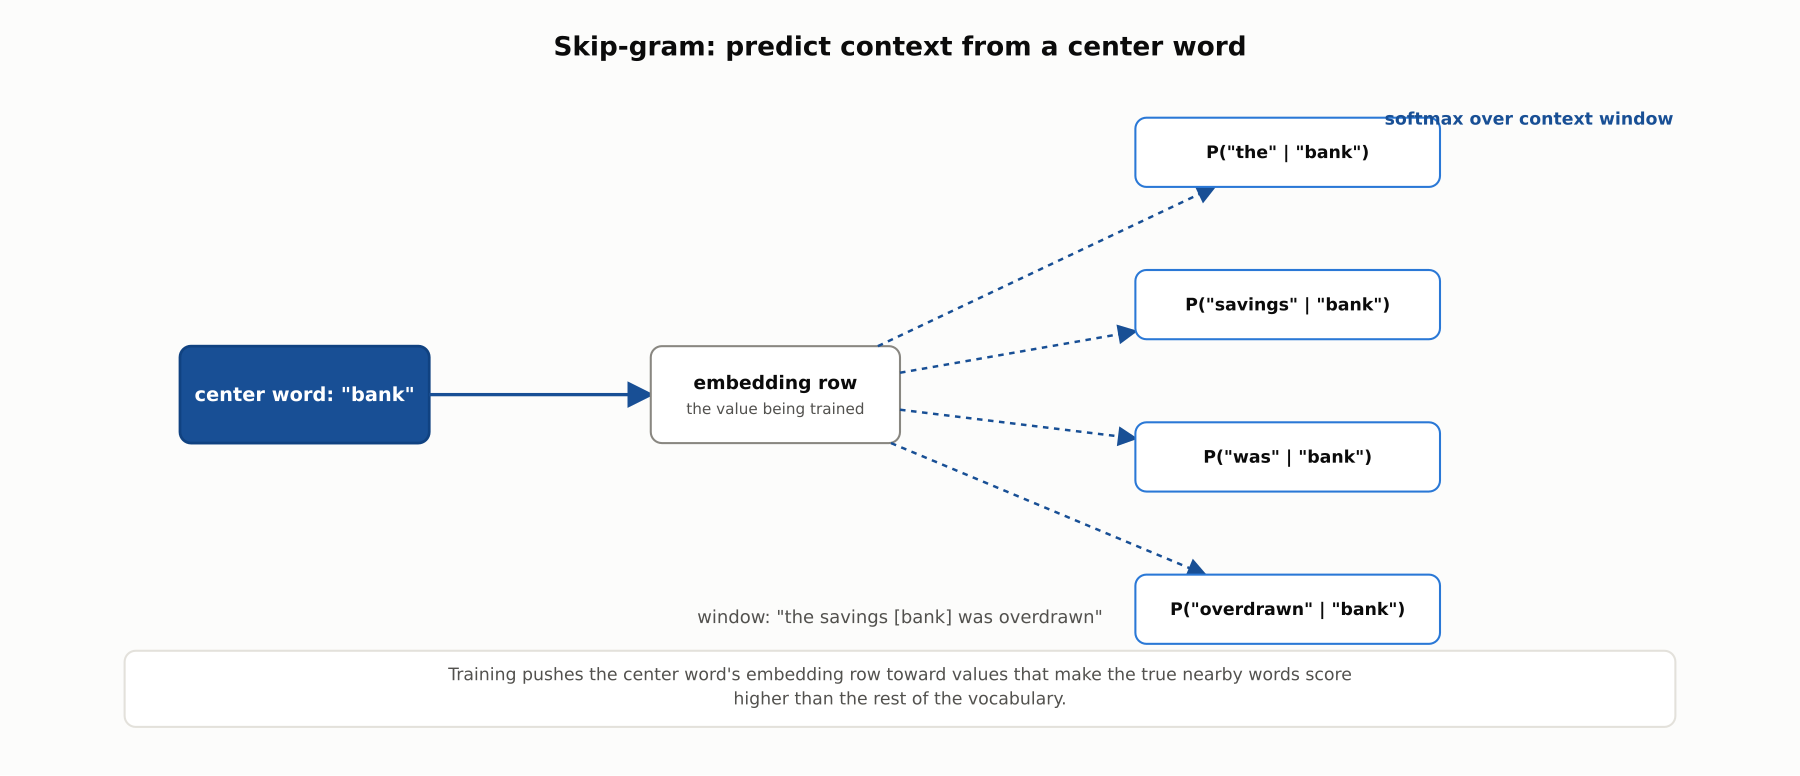 Skip-gram: predict context from a center word
softmax over context window
P("the" | "bank")
P("savings" | "bank")
center word: "bank"
embedding row
the value being trained
P("was" | "bank")
P("overdrawn" | "bank")
window: "the savings [bank] was overdrawn"
Training pushes the center word's embedding row toward values that make the true nearby words score
higher than the rest of the vocabulary.